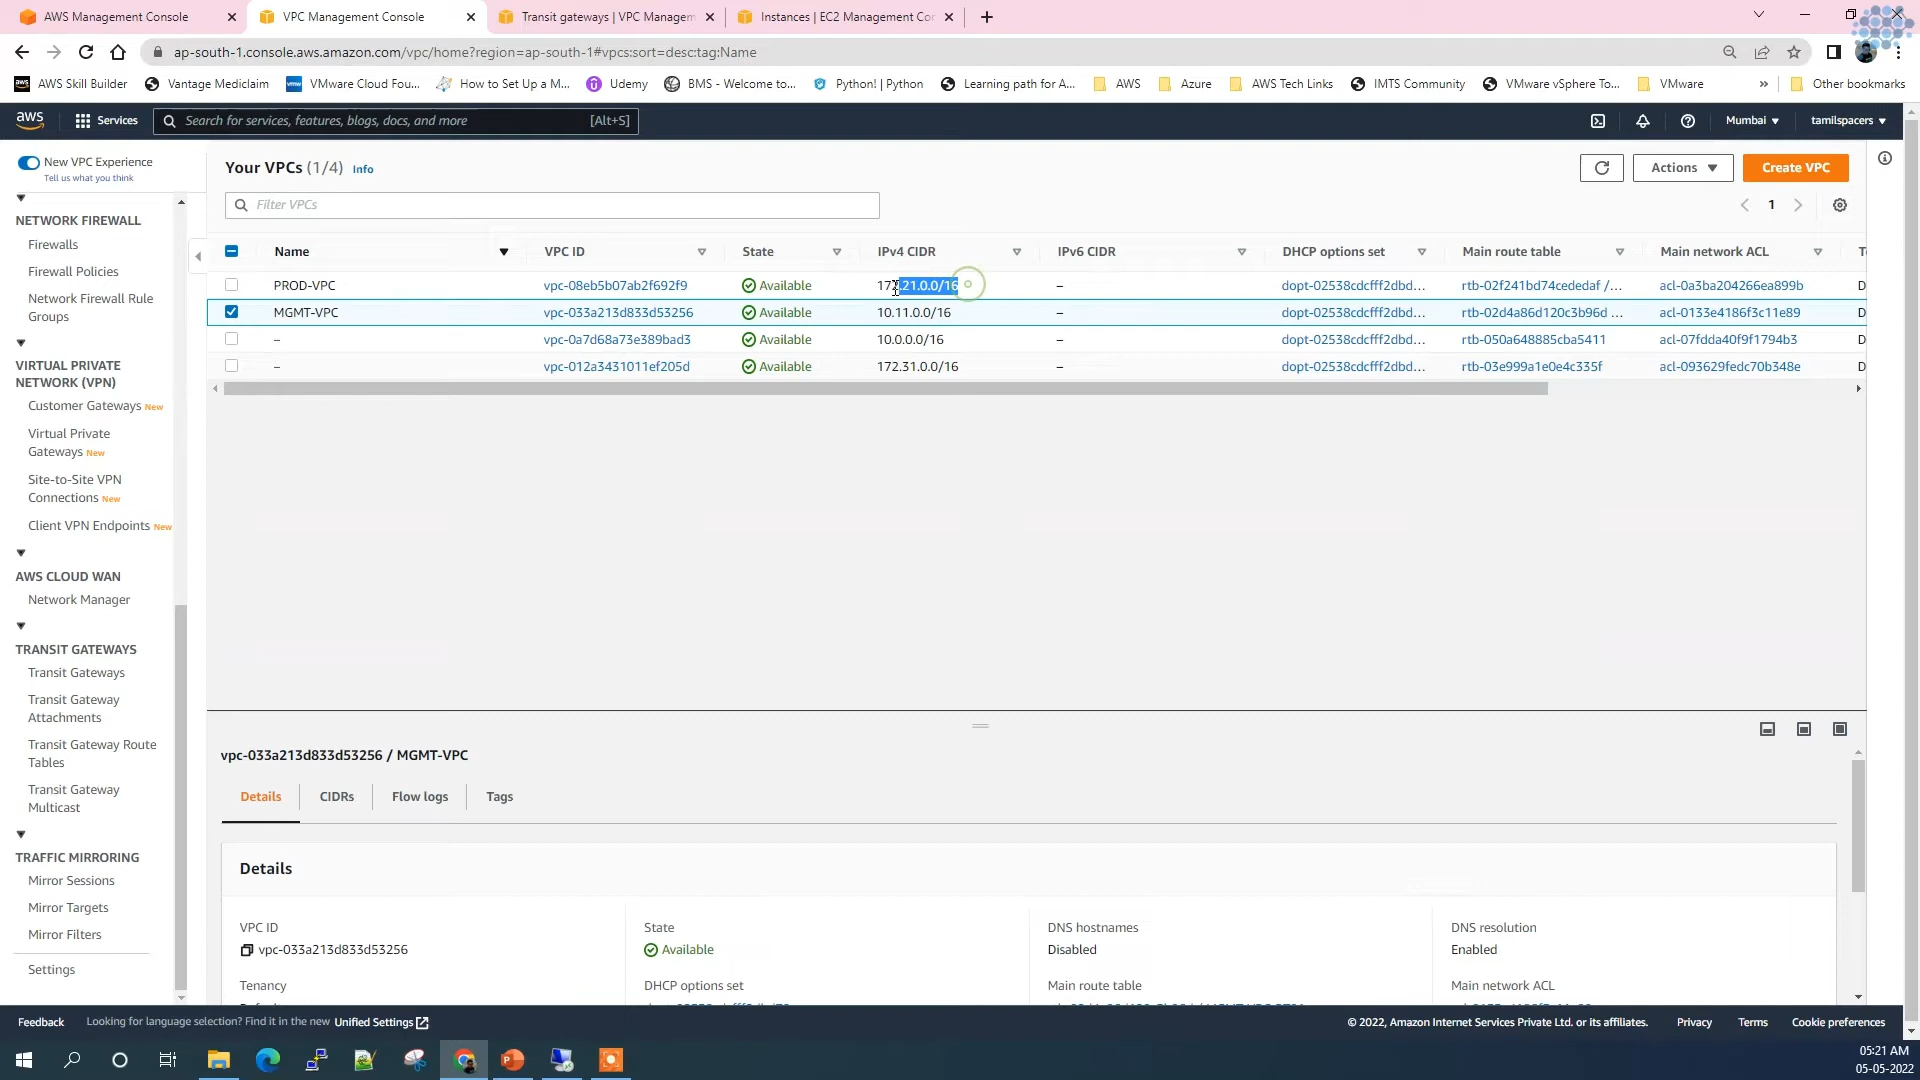 AWS Management Console
VPC Management Console
Transit gateways | VPC Managem
Instances | EC2 Management Cor
ap-south-1.console.aws.amazon.com/vpc/home?region=ap-south-1#vpcs:sort=desc:tag:Name
AWS Skill Builder
Vantage Mediclaim
VMware Cloud Fou...
How to Set Up a M...
Udemy
BMS - Welcome to...
Python! | Python
Learning path for A...
AWS
Azure
AWS Tech Links
IMTS Community
VMware vSphere To...
VMware
»
Other bookmarks
aws
Services
Search for services, features, blogs, docs, and more
[Alt+S]
Mumbai
tamilspacers
New VPC Experience
Tell us what you think
NETWORK FIREWALL
Firewalls
Firewall Policies
Network Firewall Rule
Groups
VIRTUAL PRIVATE
NETWORK (VPN)
Customer Gateways New
Virtual Private
Gateways New
Site-to-Site VPN
Connections New
Client VPN Endpoints New
AWS CLOUD WAN
Network Manager
TRANSIT GATEWAYS
Transit Gateways
Transit Gateway
Attachments
Transit Gateway Route
Tables
Transit Gateway
Multicast
TRAFFIC MIRRORING
Mirror Sessions
Mirror Targets
Mirror Filters
Settings
Your VPCs (1/4) Info
Actions
Create VPC
Filter VPCs
1
Name VPC ID State IPv4 CIDR IPv6 CIDR DHCP options set Main route table Main network ACL
PROD-VPC vpc-08eb5b07ab2f692f9 Available 172.21.0.0/16 – dopt-02538cdcfff2dbd... rtb-02f241bd74cededaf /... acl-0a3ba204266ea899b D
MGMT-VPC vpc-033a213d833d53256 Available 10.11.0.0/16 – dopt-02538cdcfff2dbd... rtb-02d4a86d120c3b96d ... acl-0133e4186f3c11e89 D
– vpc-0a7d68a73e389bad3 Available 10.0.0.0/16 – dopt-02538cdcfff2dbd... rtb-050a648885cba5411 acl-07fdda40f9f1794b3 D
– vpc-012a3431011ef205d Available 172.31.0.0/16 – dopt-02538cdcfff2dbd... rtb-03e999a1e0e4c335f acl-093629fedc70b348e D
vpc-033a213d833d53256 / MGMT-VPC
Details
CIDRs
Flow logs
Tags
Details
VPC ID
vpc-033a213d833d53256
State
Available
DNS hostnames
Disabled
DNS resolution
Enabled
Tenancy
DHCP options set
Main route table
Main network ACL
Feedback
Looking for language selection? Find it in the new Unified Settings
© 2022, Amazon Internet Services Private Ltd. or its affiliates.
Privacy
Terms
Cookie preferences
05:21 AM
05-05-2022